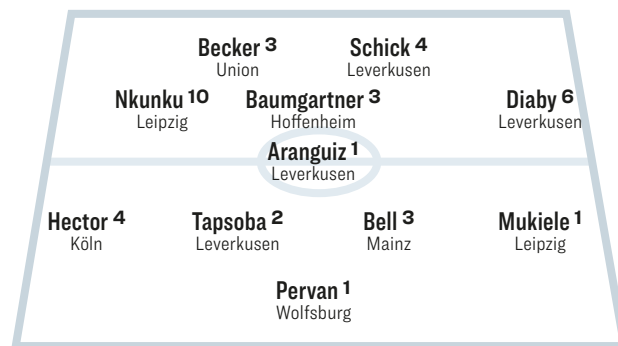 Becker 3 Schick 4
Union Leverkusen
Nkunku 10 Baumgartner 3 Diaby 6
Leipzig Hoffenheim Leverkusen
Aranguiz 1
Leverkusen
Hector 4 Tapsoba 2 Bell 3 Mukiele 1
Köln Leverkusen Mainz Leipzig
Pervan 1
Wolfsburg